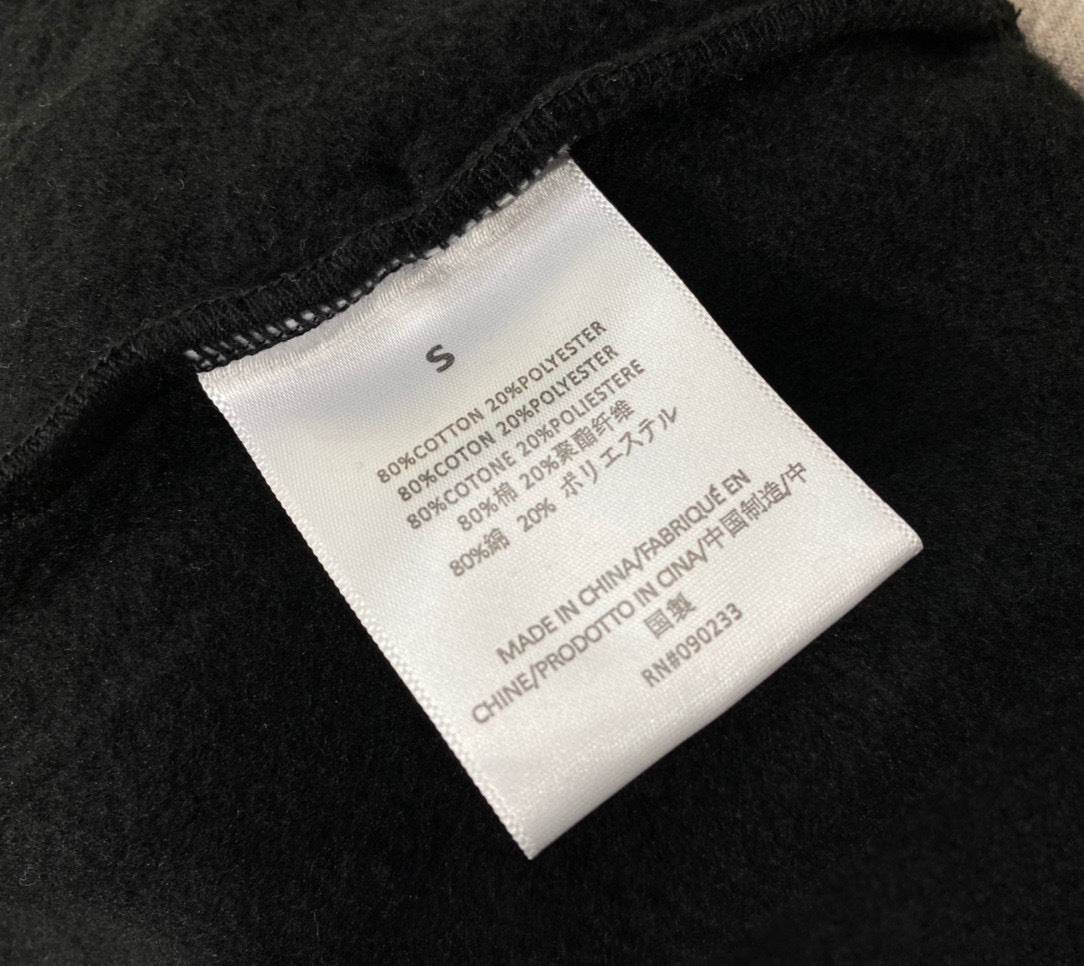 S
80%COTTON 20%POLYESTER
80%COTON 20%POLYESTER
80%COTONE 20%POLIESTERE
80%棉 20%聚酯纤维
80%綿 20% ポリエステル
MADE IN CHINA/FABRIQUÉ EN
CHINE/PRODOTTO IN CINA/中国制造/中
国製
RN#090233